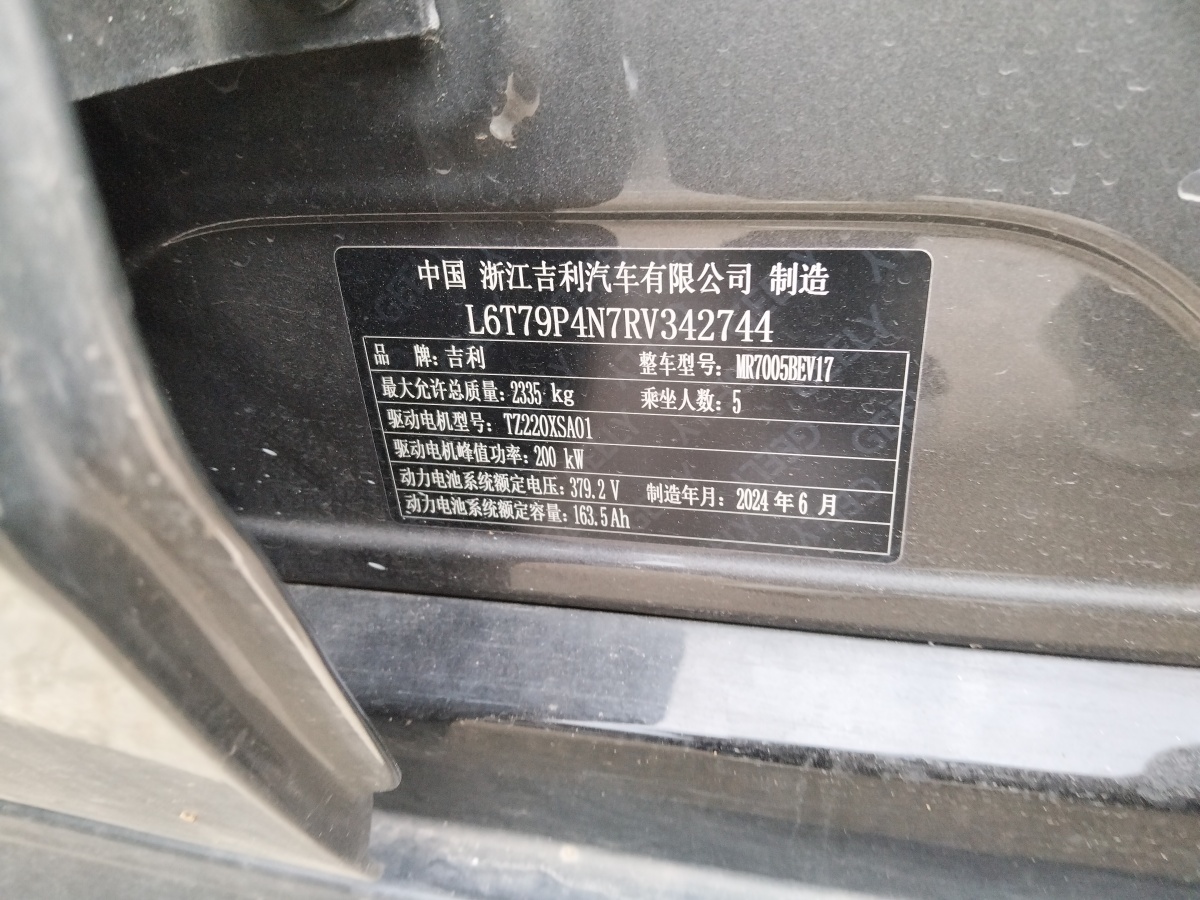 中国 浙江吉利汽车有限公司 制造
L6T79P4N7RV342744
品 牌：吉利 整车型号：MR7005BEV17
最大允许总质量：2335 kg 乘坐人数：5
驱动电机型号：TZ220XSA01
驱动电机峰值功率：200 kW
动力电池系统额定电压：379.2 V 制造年月：2024 年 6 月
动力电池系统额定容量：163.5 Ah